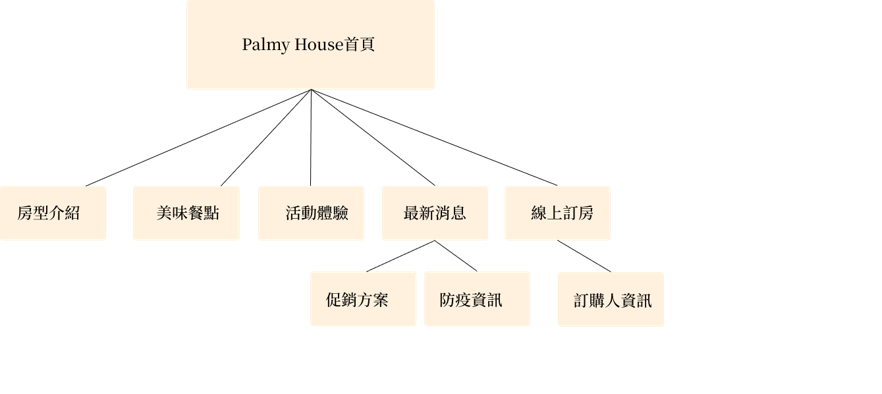 Palmy House首頁
房型介紹
美味餐點
活動體驗
最新消息
線上訂房
促銷方案
防疫資訊
訂購人資訊